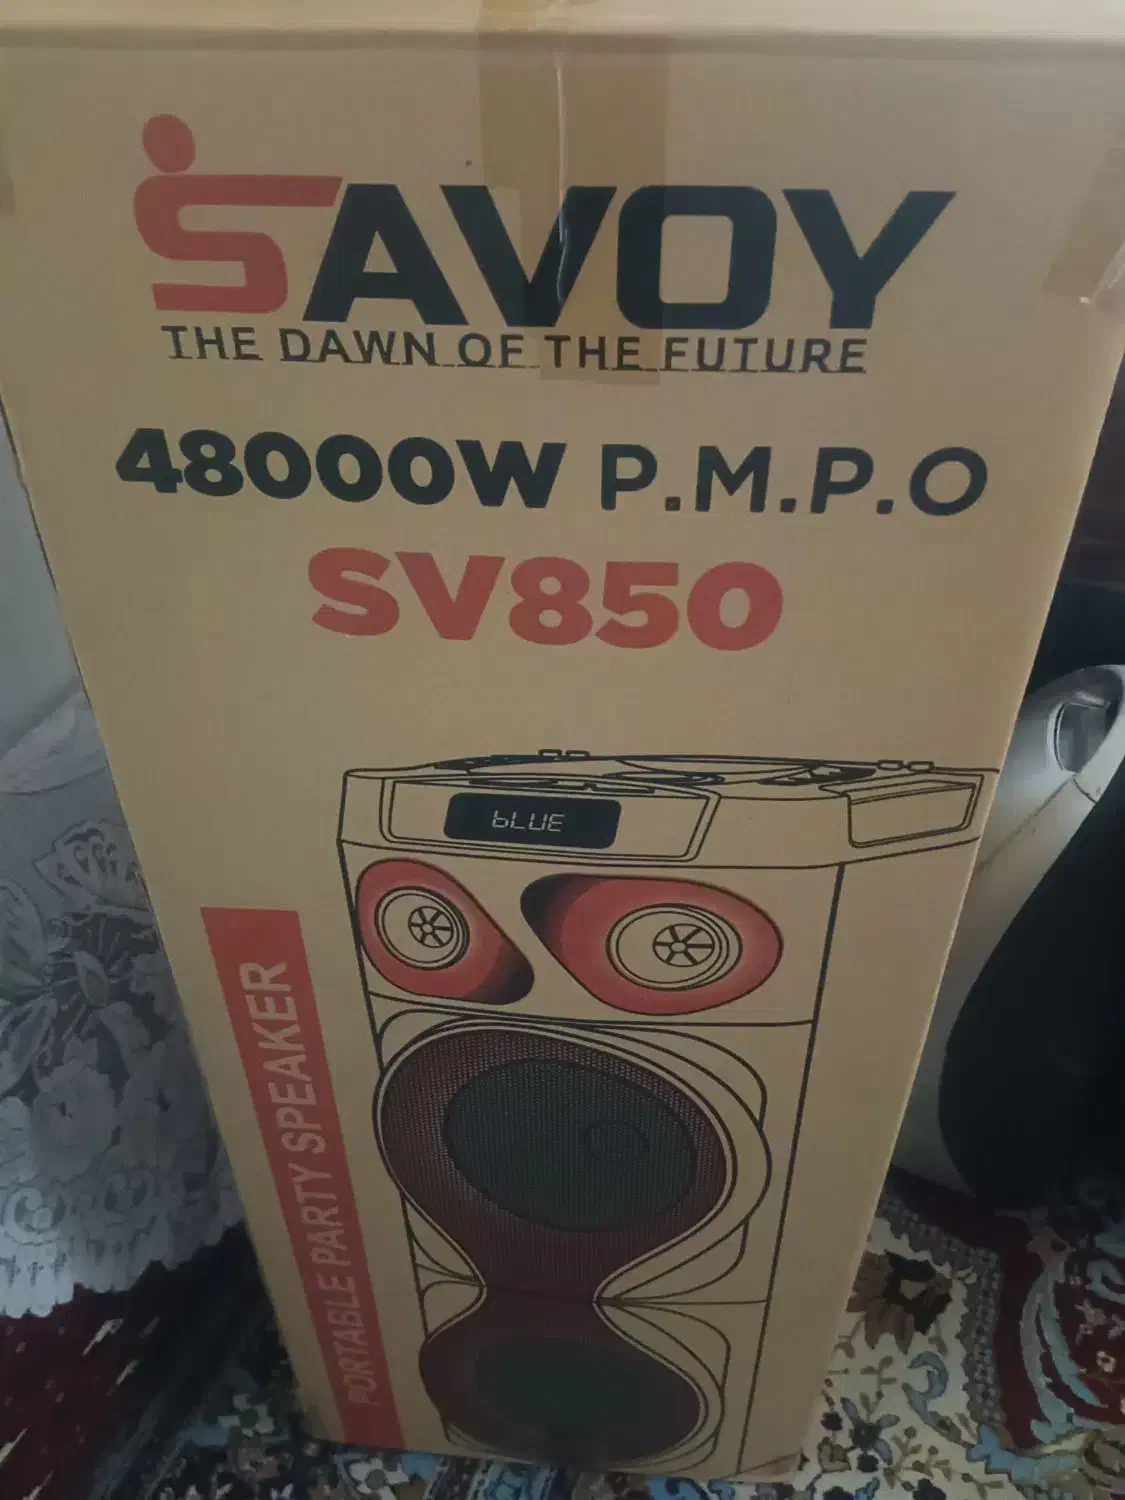 SAVOY
THE DAWN OF THE FUTURE
48000W P.M.P.O
SV850
bLUE
PORTABLE PARTY SPEAKER